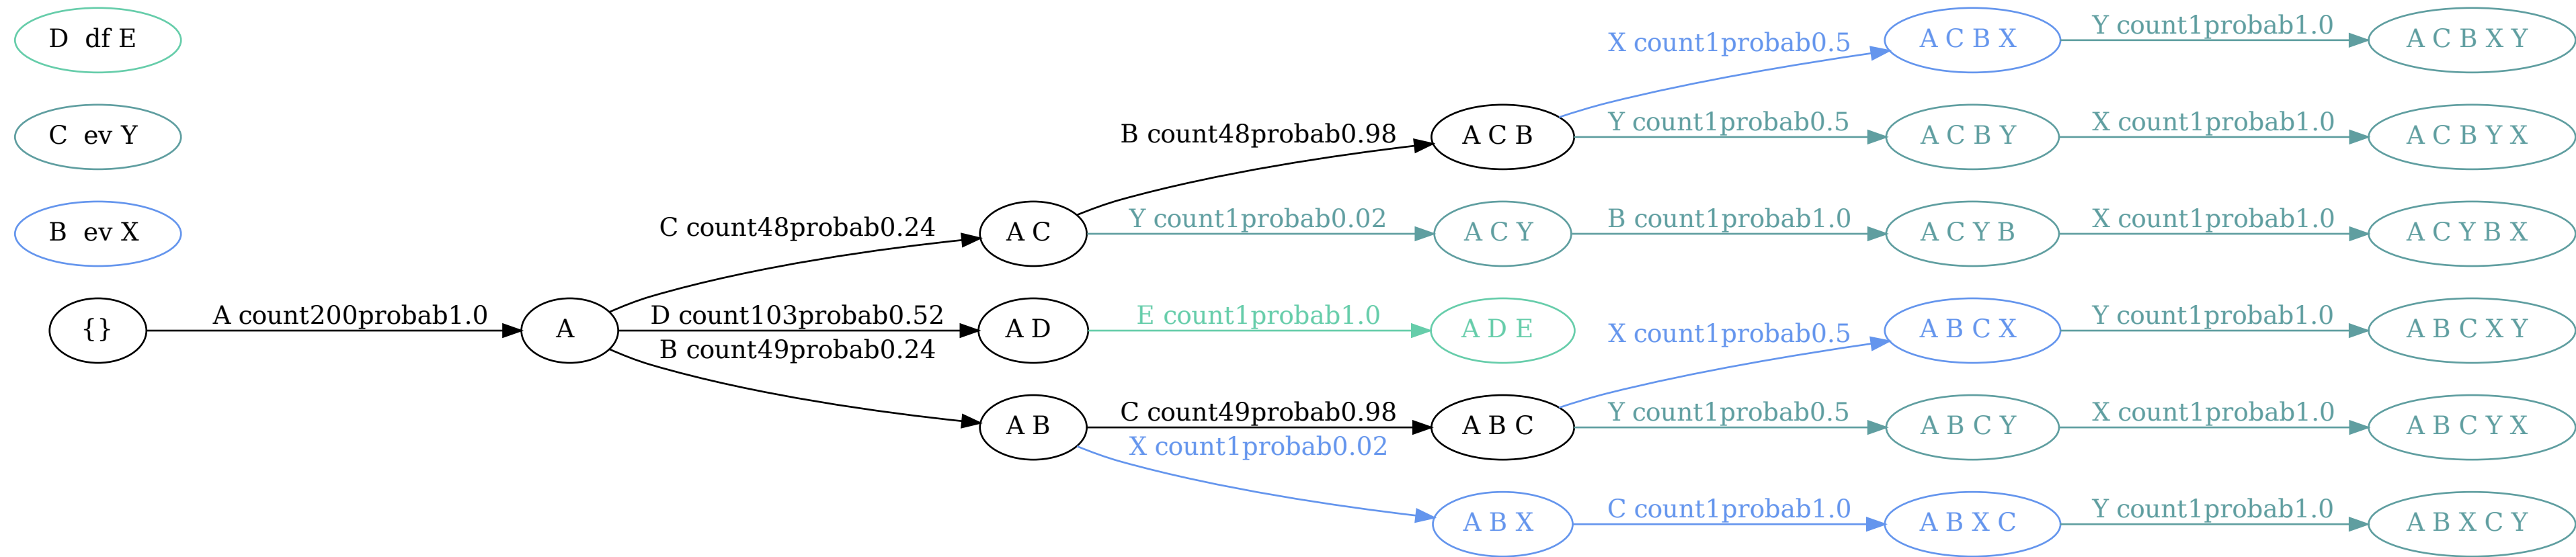 D  df E
X count1probab0.5
A C B X
Y count1probab1.0
A C B X Y
C  ev Y
B count48probab0.98
A C B
Y count1probab0.5
A C B Y
X count1probab1.0
A C B Y X
B  ev X
C count48probab0.24
A C
Y count1probab0.02
A C Y
B count1probab1.0
A C Y B
X count1probab1.0
A C Y B X
{}
A count200probab1.0
A
D count103probab0.52
A D
E count1probab1.0
A D E
X count1probab0.5
A B C X
Y count1probab1.0
A B C X Y
B count49probab0.24
A B
C count49probab0.98
A B C
Y count1probab0.5
A B C Y
X count1probab1.0
A B C Y X
X count1probab0.02
A B X
C count1probab1.0
A B X C
Y count1probab1.0
A B X C Y